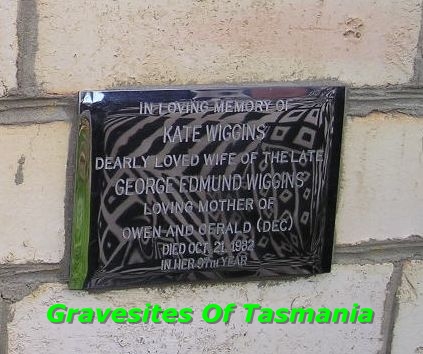 IN LOVING MEMORY OF
KATE WIGGINS
DEARLY LOVED WIFE OF THE LATE
GEORGE EDMUND WIGGINS
LOVING MOTHER OF
OWEN AND GERALD (DEC)
DIED OCT. 21. 1982
IN HER YEAR
Gravesites Of Tasmania